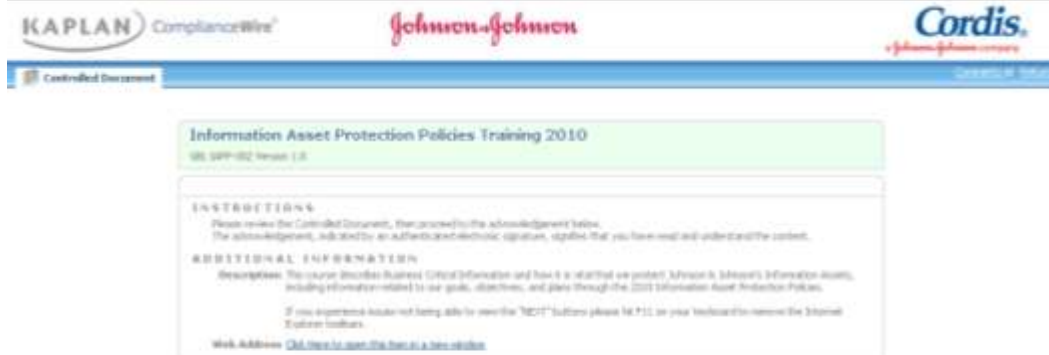 KAPLAN) ComplianceWire Johnson & Johnson Cordis.
a Johnson & Johnson company
Controlled Document
Information Asset Protection Policies Training 2010
Version 1.0
INSTRUCTIONS
Please review the Controlled Document, then proceed to the acknowledgement below.
The acknowledgement, indicated by an authenticated electronic signature, signifies that you have read and understand the content.
ADDITIONAL INFORMATION
Description: This course describes Business Critical Information and how it is vital that we protect Johnson & Johnson's Information Assets,
including information related to our goals, objectives, and plans through the 2010 Information Asset Protection Policies.
If you experience issues not being able to view the "NEXT" buttons please hit F11 on your keyboard to remove the Internet
Explorer toolbars.
Web Address: Click Here to open this item in a new window